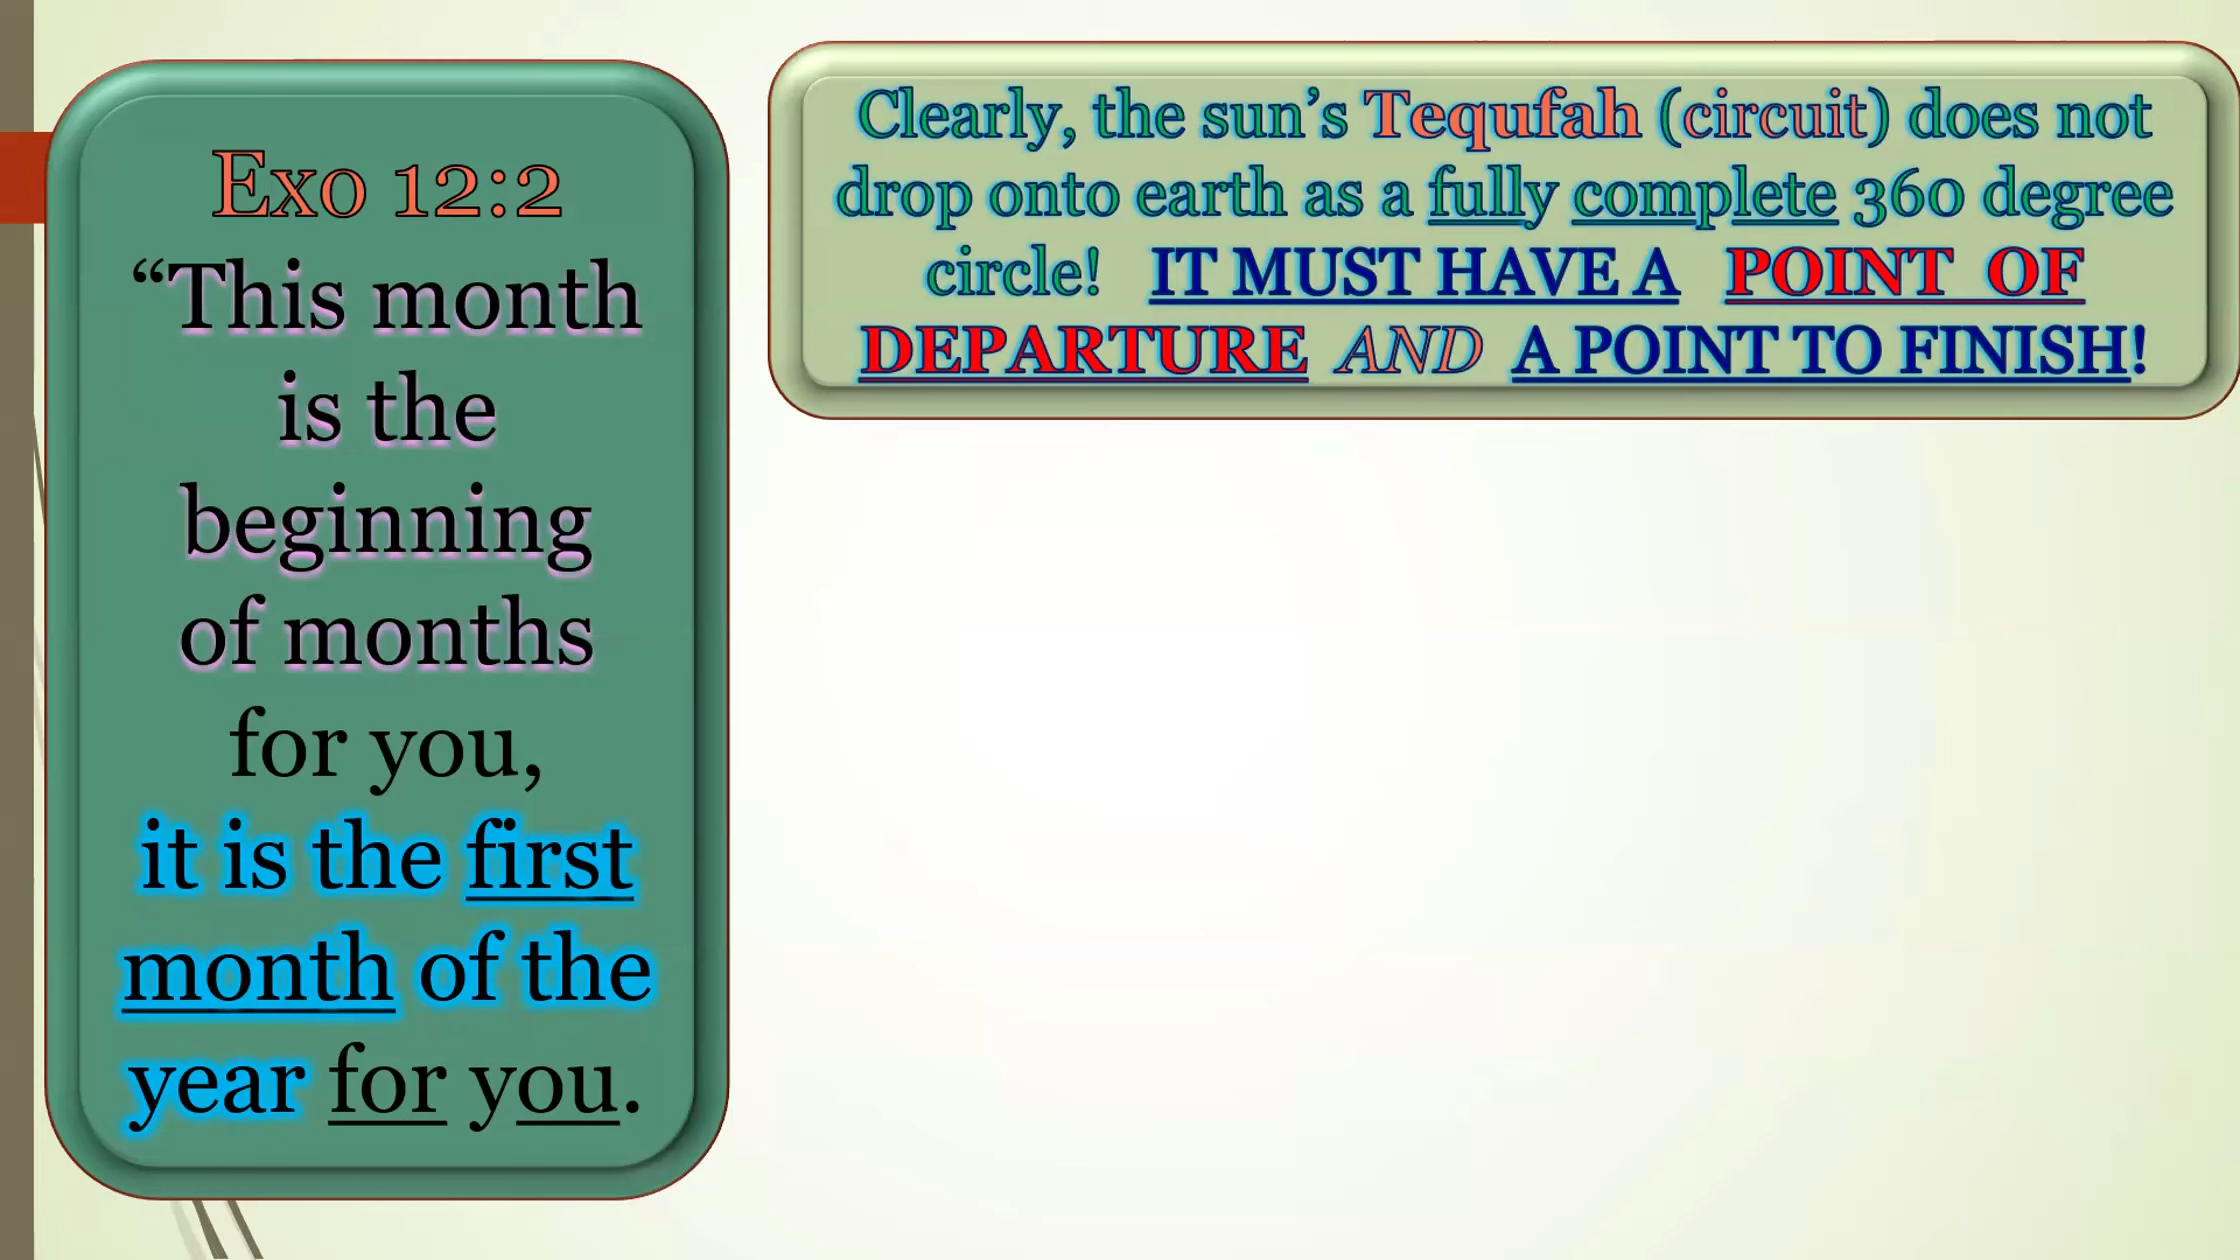 Exo 12:2
“This month
is the
beginning
of months
for you,
it is the first
month of the
year for you.
Clearly, the sun’s Tequfah (circuit) does not
drop onto earth as a fully complete 360 degree
circle! IT MUST HAVE A POINT OF
DEPARTURE AND A POINT TO FINISH!